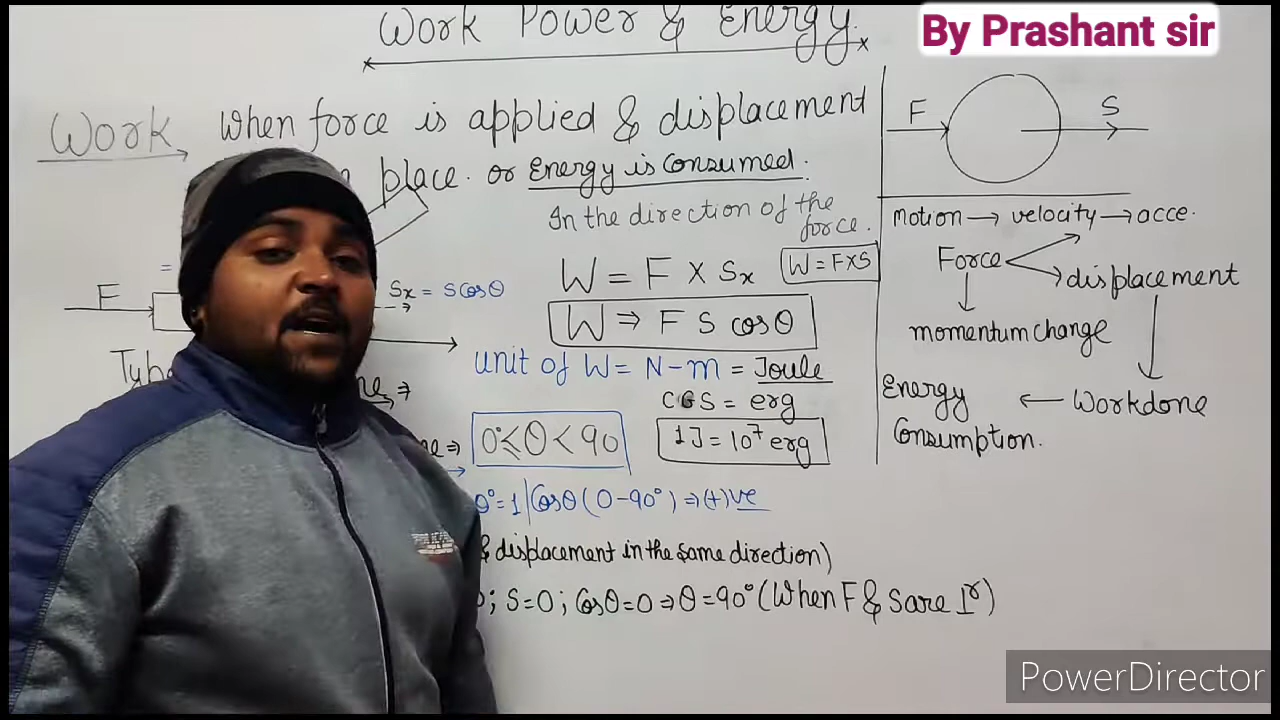 Work Power & Energy
By Prashant sir
Work, When force is applied & displacement
place. or Energy is Consumed.
In the direction of the
force.
W = F x Sx
W = F x S
W ⇒ F S cosθ
F
Sx = scosθ
unit of W = N-m = Joule
CGS = erg
1J = 10⁷ erg
0° ≤ θ < 90
θ° = 1 | Cosθ (0-90°) ⇒ (+) ve
& displacement in the same direction)
; S=0 ; Cosθ=0 ⇒ θ=90° (When F & S are ⊥ʳ)
F
S
motion → velocity → acce.
Force
displacement
momentum change
Energy ← Workdone
Consumption.
PowerDirector